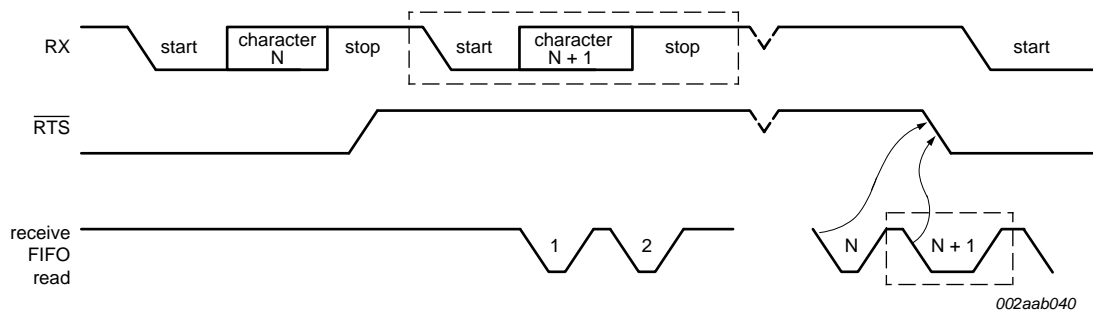 RX
start
character
N
stop
start
character
N + 1
stop
start
RTS
receive
FIFO
read
1
2
N
N + 1
002aab040